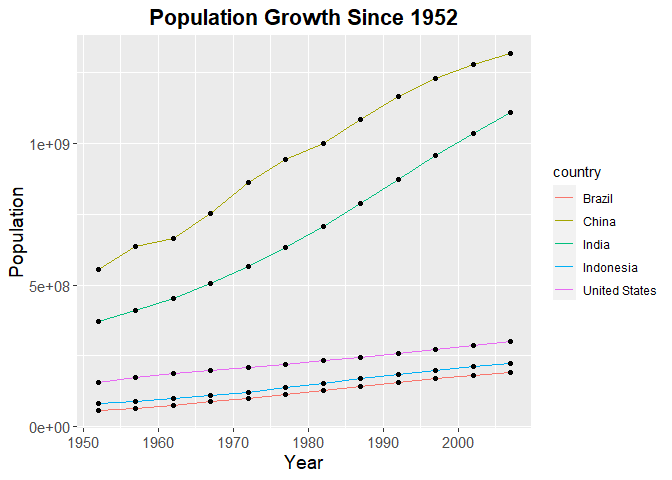 Population Growth Since 1952
Population
1e+09
5e+08
0e+00
1950 1960 1970 1980 1990 2000
Year
country
Brazil
China
India
Indonesia
United States